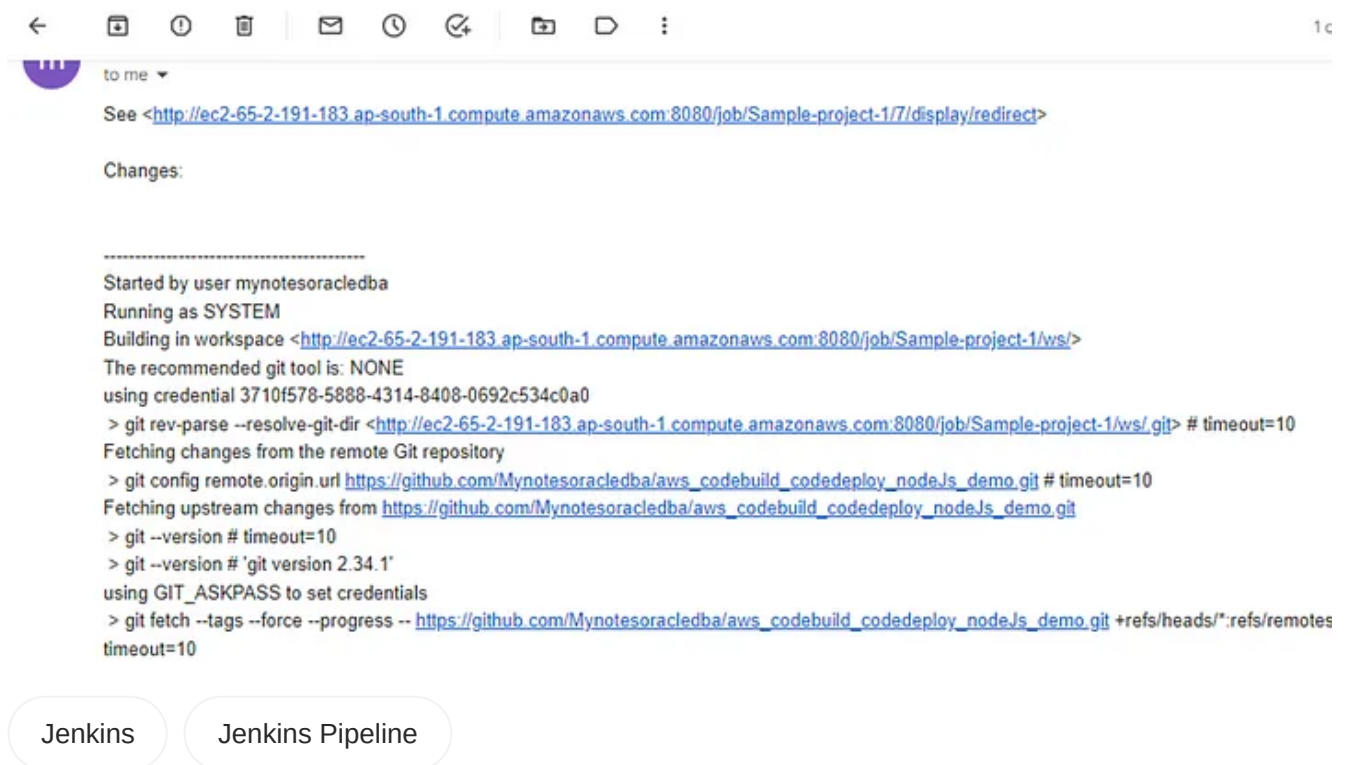 1
to me
See <http://ec2-65-2-191-183.ap-south-1.compute.amazonaws.com:8080/job/Sample-project-1/7/display/redirect>
Changes:
------------------------------------------
Started by user mynotesoracledba
Running as SYSTEM
Building in workspace <http://ec2-65-2-191-183.ap-south-1.compute.amazonaws.com:8080/job/Sample-project-1/ws/>
The recommended git tool is: NONE
using credential 3710f578-5888-4314-8408-0692c534c0a0
> git rev-parse --resolve-git-dir <http://ec2-65-2-191-183.ap-south-1.compute.amazonaws.com:8080/job/Sample-project-1/ws/.git> # timeout=10
Fetching changes from the remote Git repository
> git config remote.origin.url https://github.com/Mynotesoracledba/aws_codebuild_codedeploy_nodeJs_demo.git # timeout=10
Fetching upstream changes from https://github.com/Mynotesoracledba/aws_codebuild_codedeploy_nodeJs_demo.git
> git --version # timeout=10
> git --version # 'git version 2.34.1'
using GIT_ASKPASS to set credentials
> git fetch --tags --force --progress -- https://github.com/Mynotesoracledba/aws_codebuild_codedeploy_nodeJs_demo.git +refs/heads/*:refs/remotes
timeout=10
Jenkins
Jenkins Pipeline